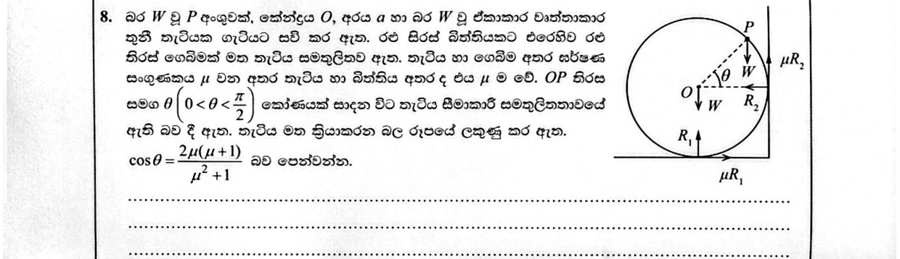 8. බර W වූ P අංශුවක්, කේන්ද්‍රය O, අරය a හා බර W වූ ඒකාකාර වෘත්තාකාර
තුනී තැටියක ගැටියට සවි කර ඇත. රළු සිරස් බිත්තියකට එරෙහිව රළු
තිරස් ගෙබිමක් මත තැටිය සමතුලිතව ඇත. තැටිය හා ගෙබිම අතර ඝර්ෂණ
සංගුණකය μ වන අතර තැටිය හා බිත්තිය අතර ද එය μ ම වේ. OP තිරස
සමග θ (0 < θ < π/2) කෝණයක් සාදන විට තැටිය සීමාකාරී සමතුලිතතාවයේ
ඇති බව දී ඇත. තැටිය මත ක්‍රියාකරන බල රූපයේ ලකුණු කර ඇත.
cos θ = 2μ(μ+1)/μ² +1 බව පෙන්වන්න.
P
μR₂
θ W
O W R₂
R₁
μR₁